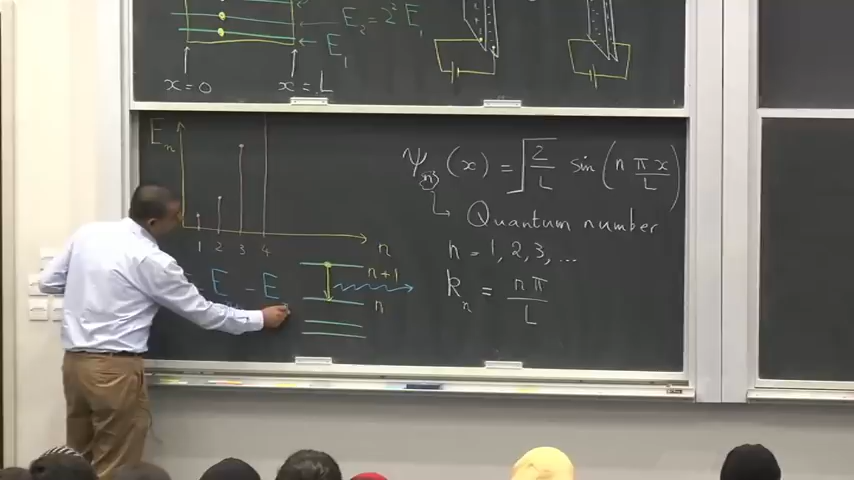 E₂ = 2² E₁
E₁
x = 0
x = L
Eₙ
1 2 3 4
n
E - E
n+1
n
ψₙ (x) = √(2/L) sin (n πx/L)
Quantum number
n = 1, 2, 3, ...
kₙ = nπ/L